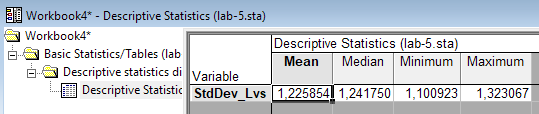 Workbook4* - Descriptive Statistics (lab-5.sta)
Workbook4*
Basic Statistics/Tables (lab
Descriptive statistics di
Descriptive Statistic
Descriptive Statistics (lab-5.sta)
Variable Mean Median Minimum Maximum
StdDev_Lvs 1,225854 1,241750 1,100923 1,323067